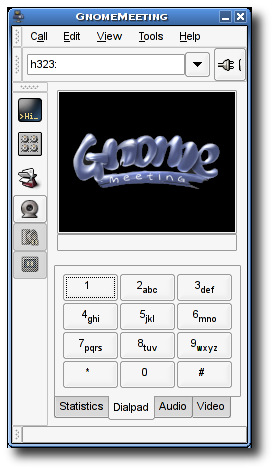 GNOMEMEETING
Call Edit View Tools Help
h323:
>Hi_
GNOME
MEETING
1 2abc 3def
4ghi 5jkl 6mno
7pqrs 8tuv 9wxyz
* 0 #
Statistics Dialpad Audio Video